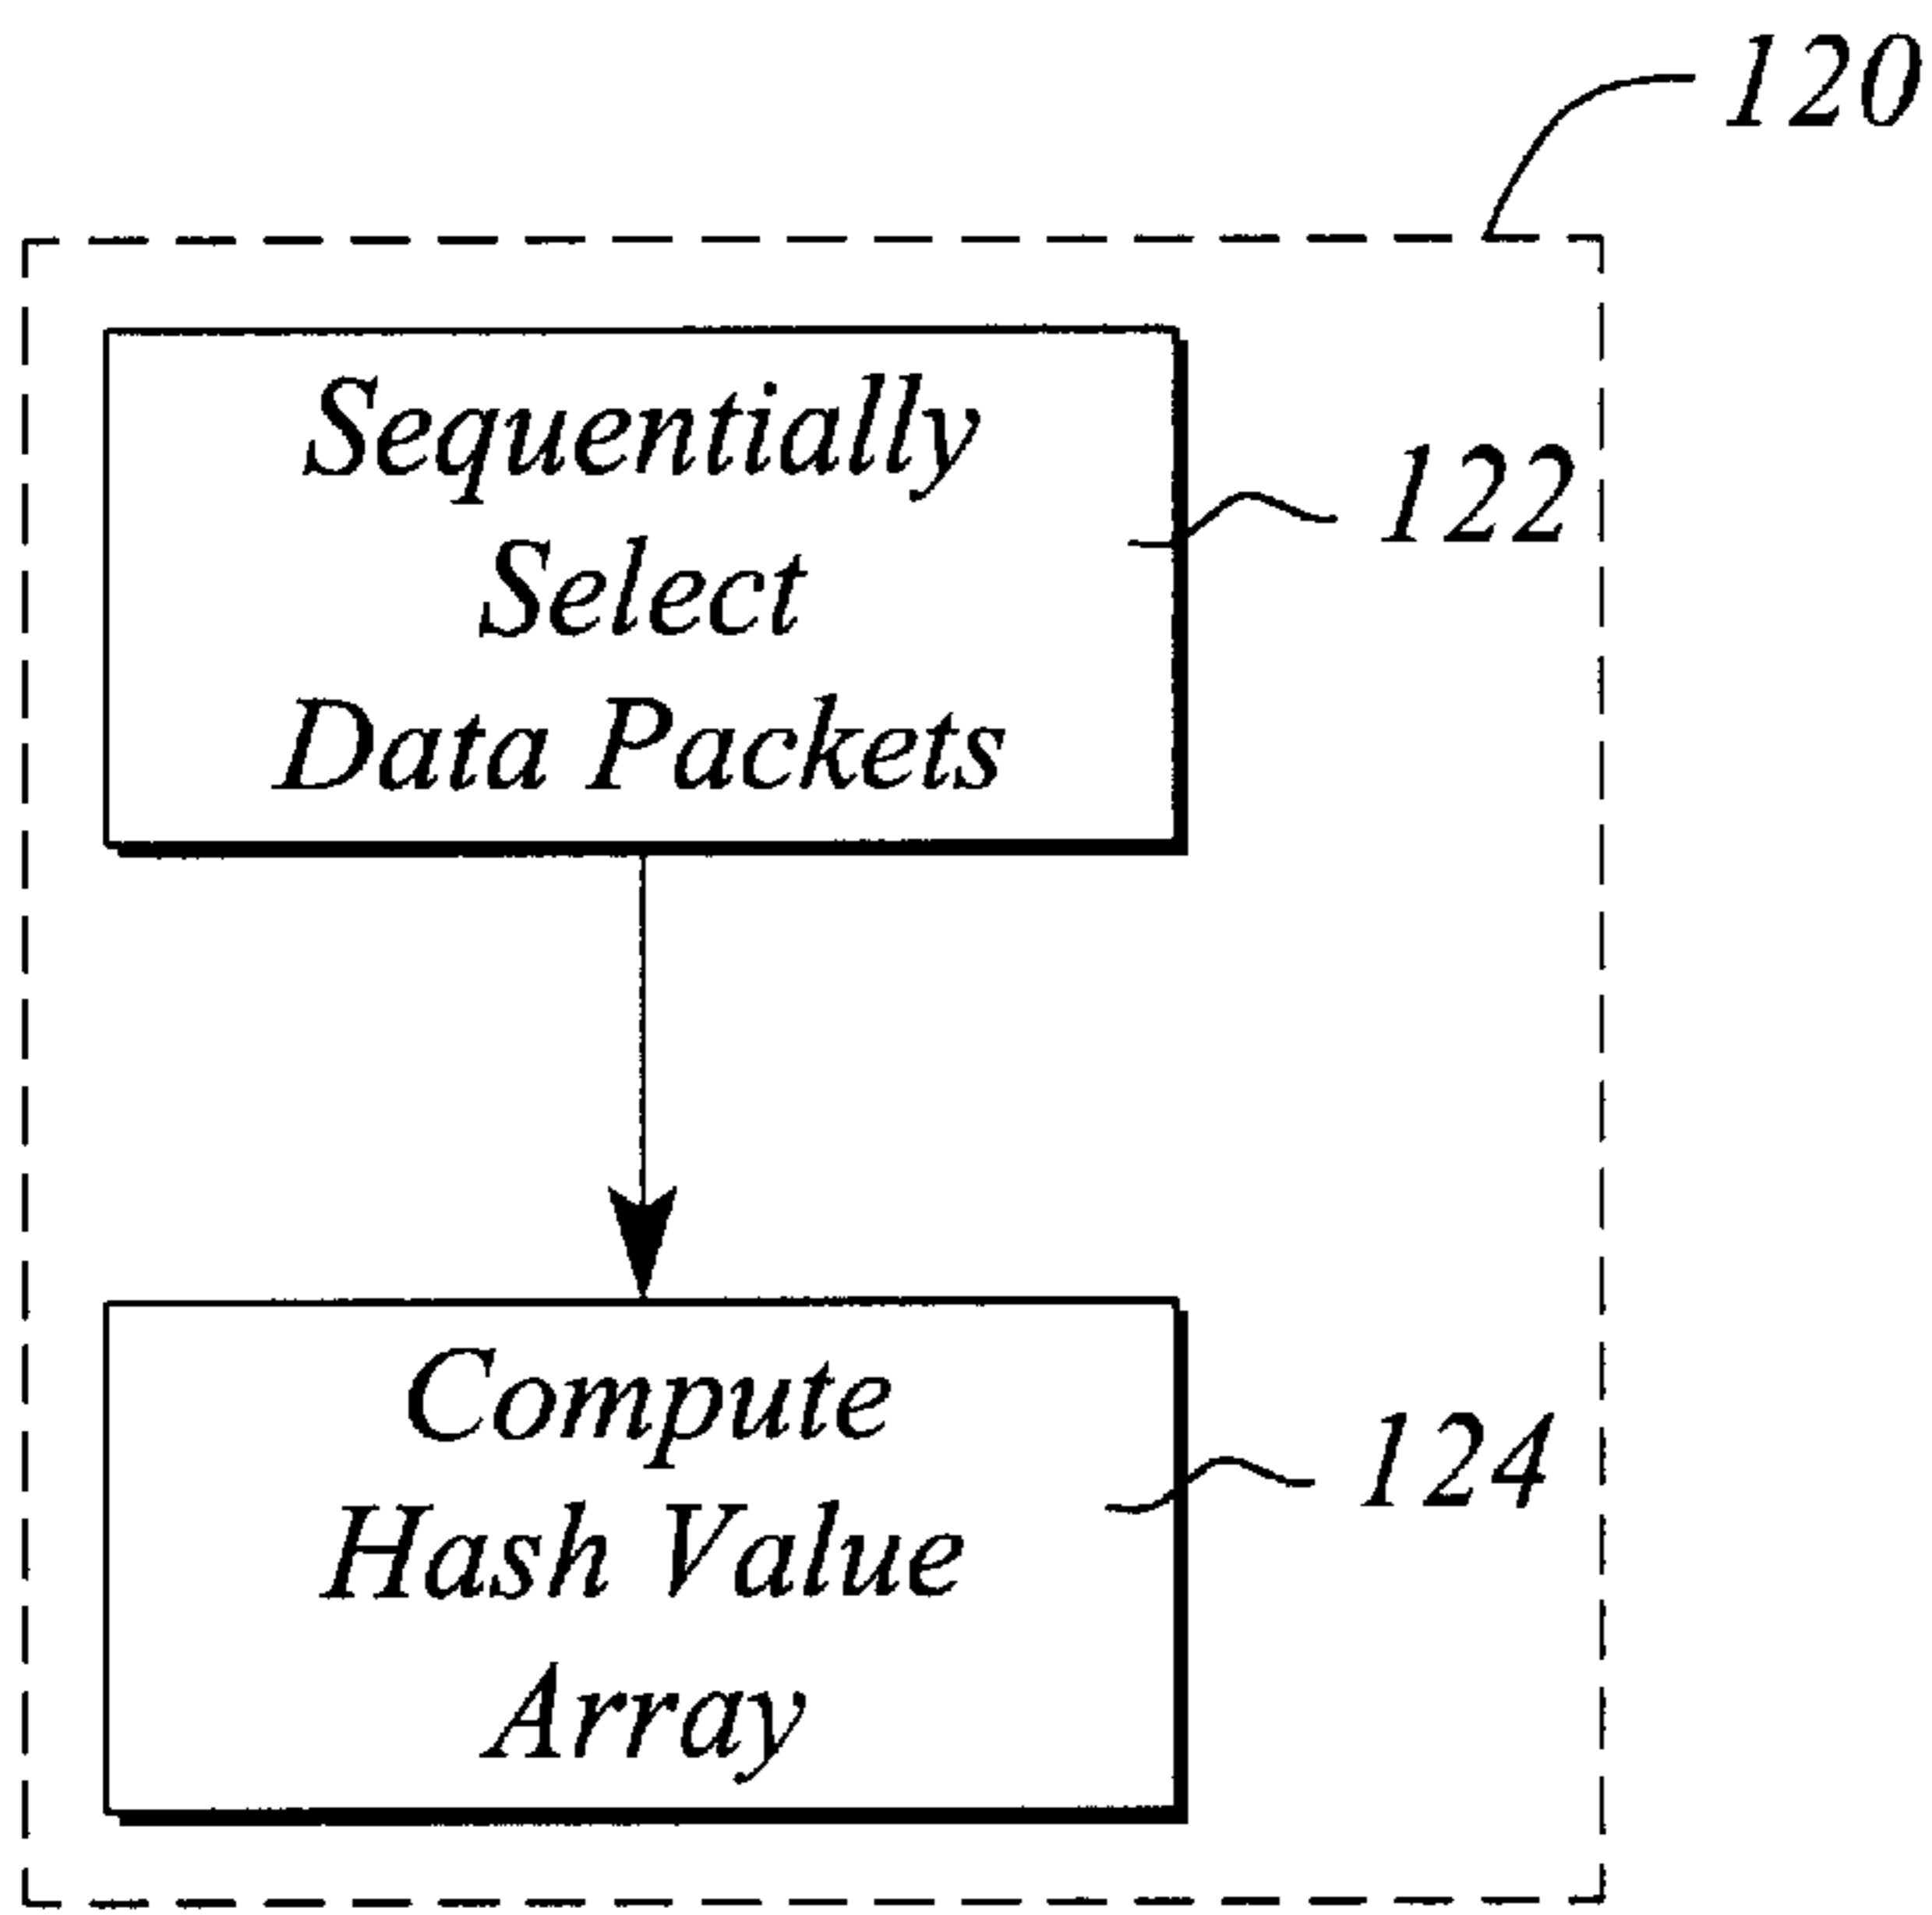 120
Sequentially
Select
Data Packets
122
Compute
Hash Value
Array
124